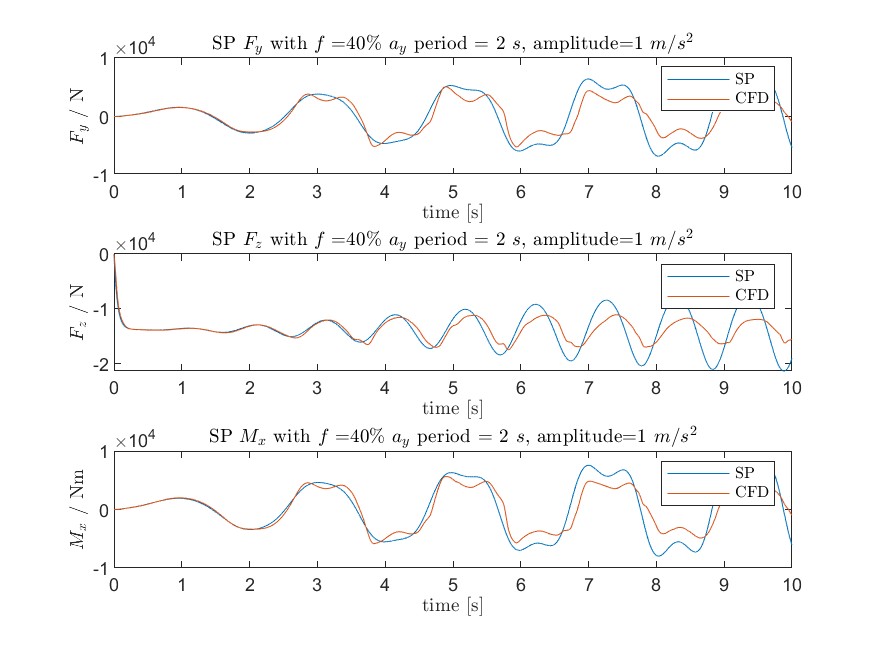 SP F_y with f =40% a_y period = 2 s, amplitude=1 m/s²
×10⁴
1
0
-1
F_y / N
SP
CFD
0 1 2 3 4 5 6 7 8 9 10
time [s]
SP F_z with f =40% a_y period = 2 s, amplitude=1 m/s²
×10⁴
0
-1
-2
F_z / N
SP
CFD
0 1 2 3 4 5 6 7 8 9 10
time [s]
SP M_x with f =40% a_y period = 2 s, amplitude=1 m/s²
×10⁴
1
0
-1
M_x / Nm
SP
CFD
0 1 2 3 4 5 6 7 8 9 10
time [s]